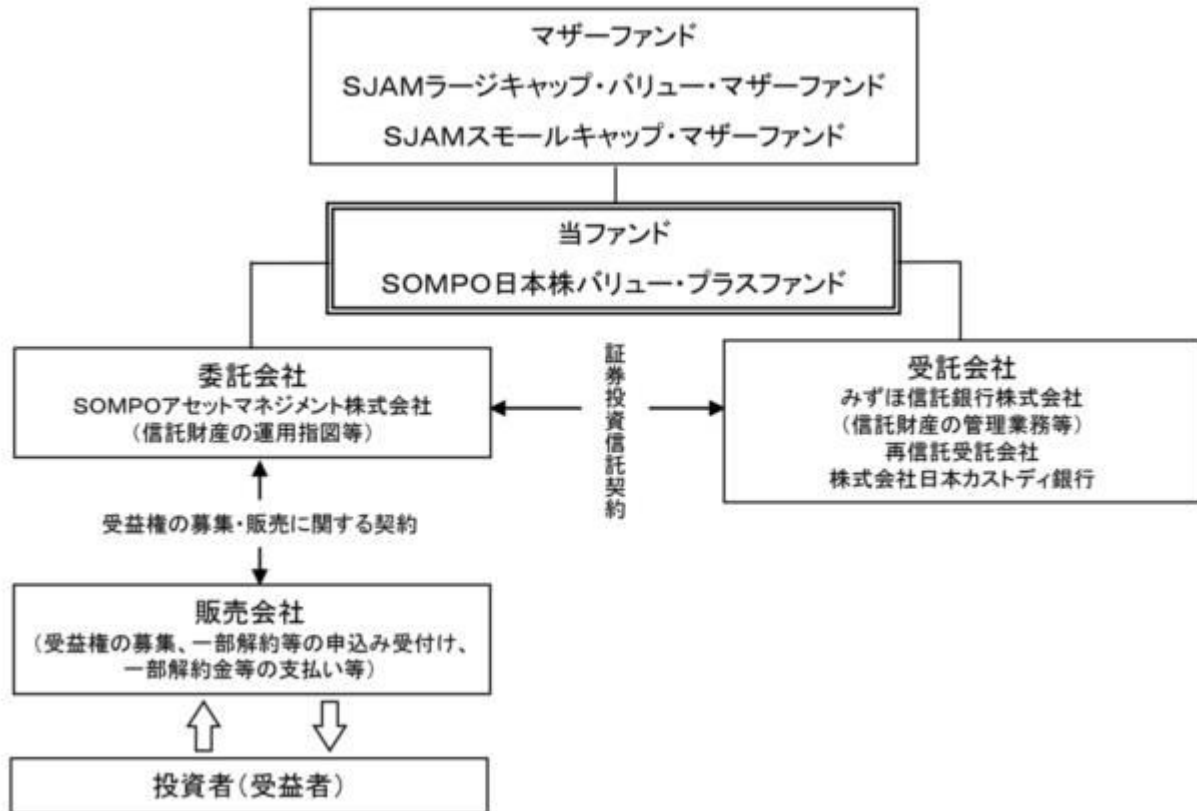 マザーファンド
SJAMラージキャップ・バリュー・マザーファンド
SJAMスモールキャップ・マザーファンド
当ファンド
SOMPO日本株バリュー・プラスファンド
委託会社
SOMPOアセットマネジメント株式会社
(信託財産の運用指図等)
証券投資信託契約
受託会社
みずほ信託銀行株式会社
(信託財産の管理業務等)
再信託受託会社
株式会社日本カストディ銀行
受益権の募集・販売に関する契約
販売会社
(受益権の募集、一部解約等の申込み受付け、
一部解約金等の支払い等)
投資者(受益者)